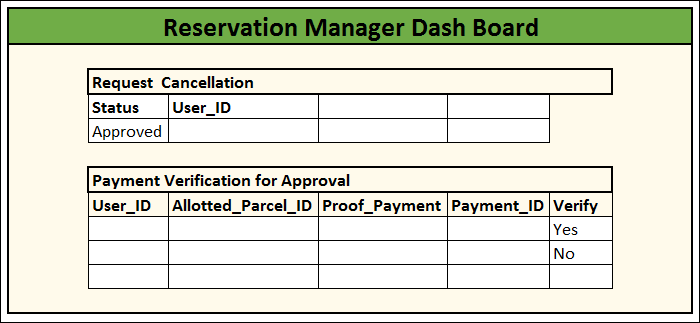 Reservation Manager Dash Board
Request  Cancellation
Status User_ID
Approved
Payment Verification for Approval
User_ID Allotted_Parcel_ID Proof_Payment Payment_ID Verify
Yes
No